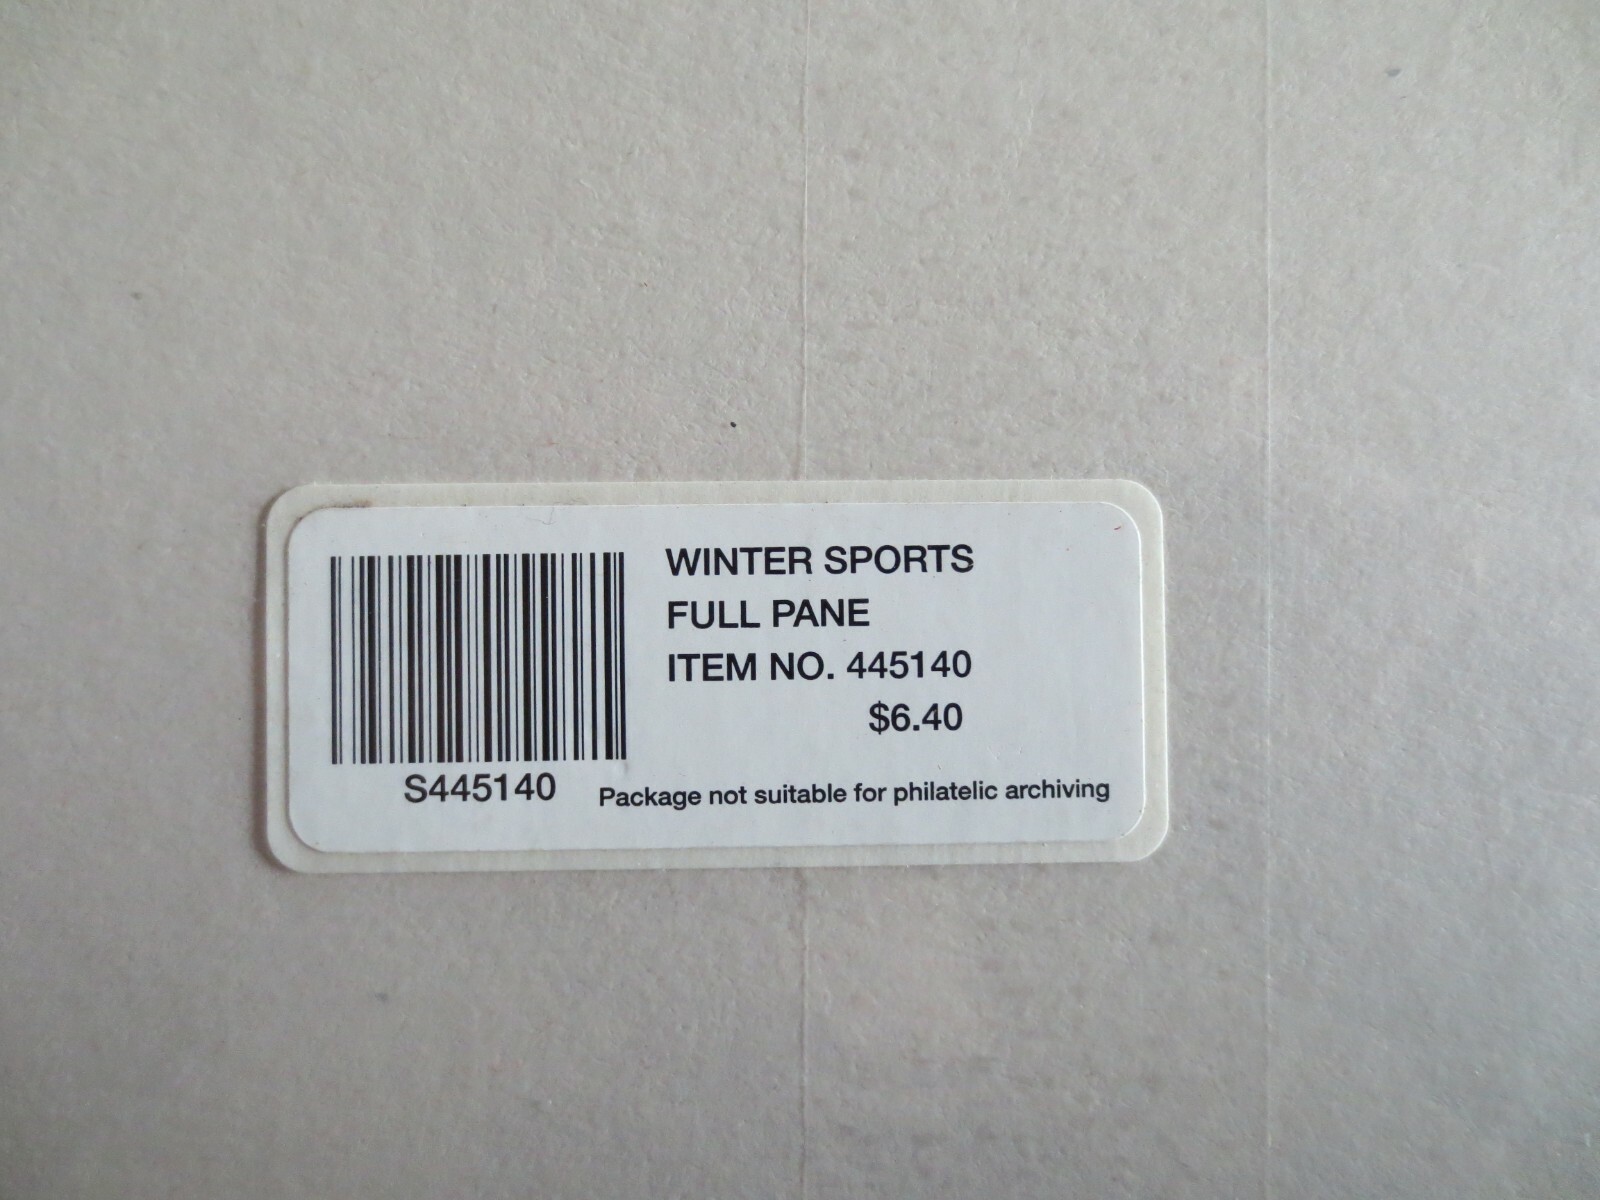 WINTER SPORTS
FULL PANE
ITEM NO. 445140
$6.40
S445140
Package not suitable for philatelic archiving